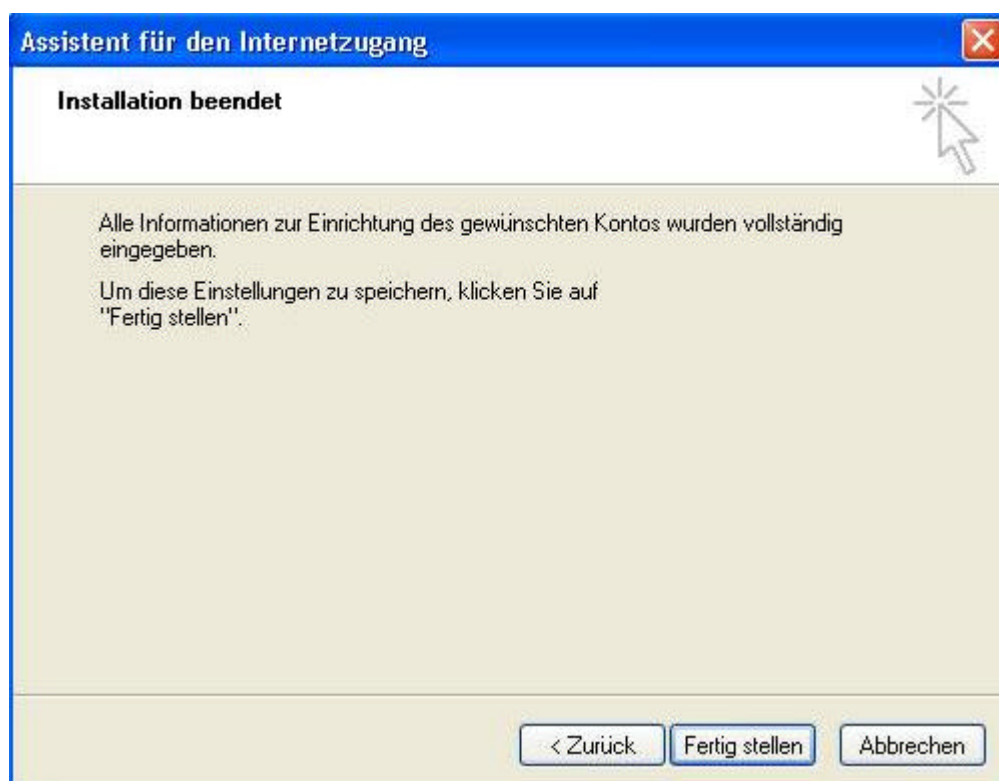 Assistent für den Internetzugang
Installation beendet
Alle Informationen zur Einrichtung des gewünschten Kontos wurden vollständig
eingegeben.
Um diese Einstellungen zu speichern, klicken Sie auf
"Fertig stellen".
< Zurück Fertig stellen Abbrechen